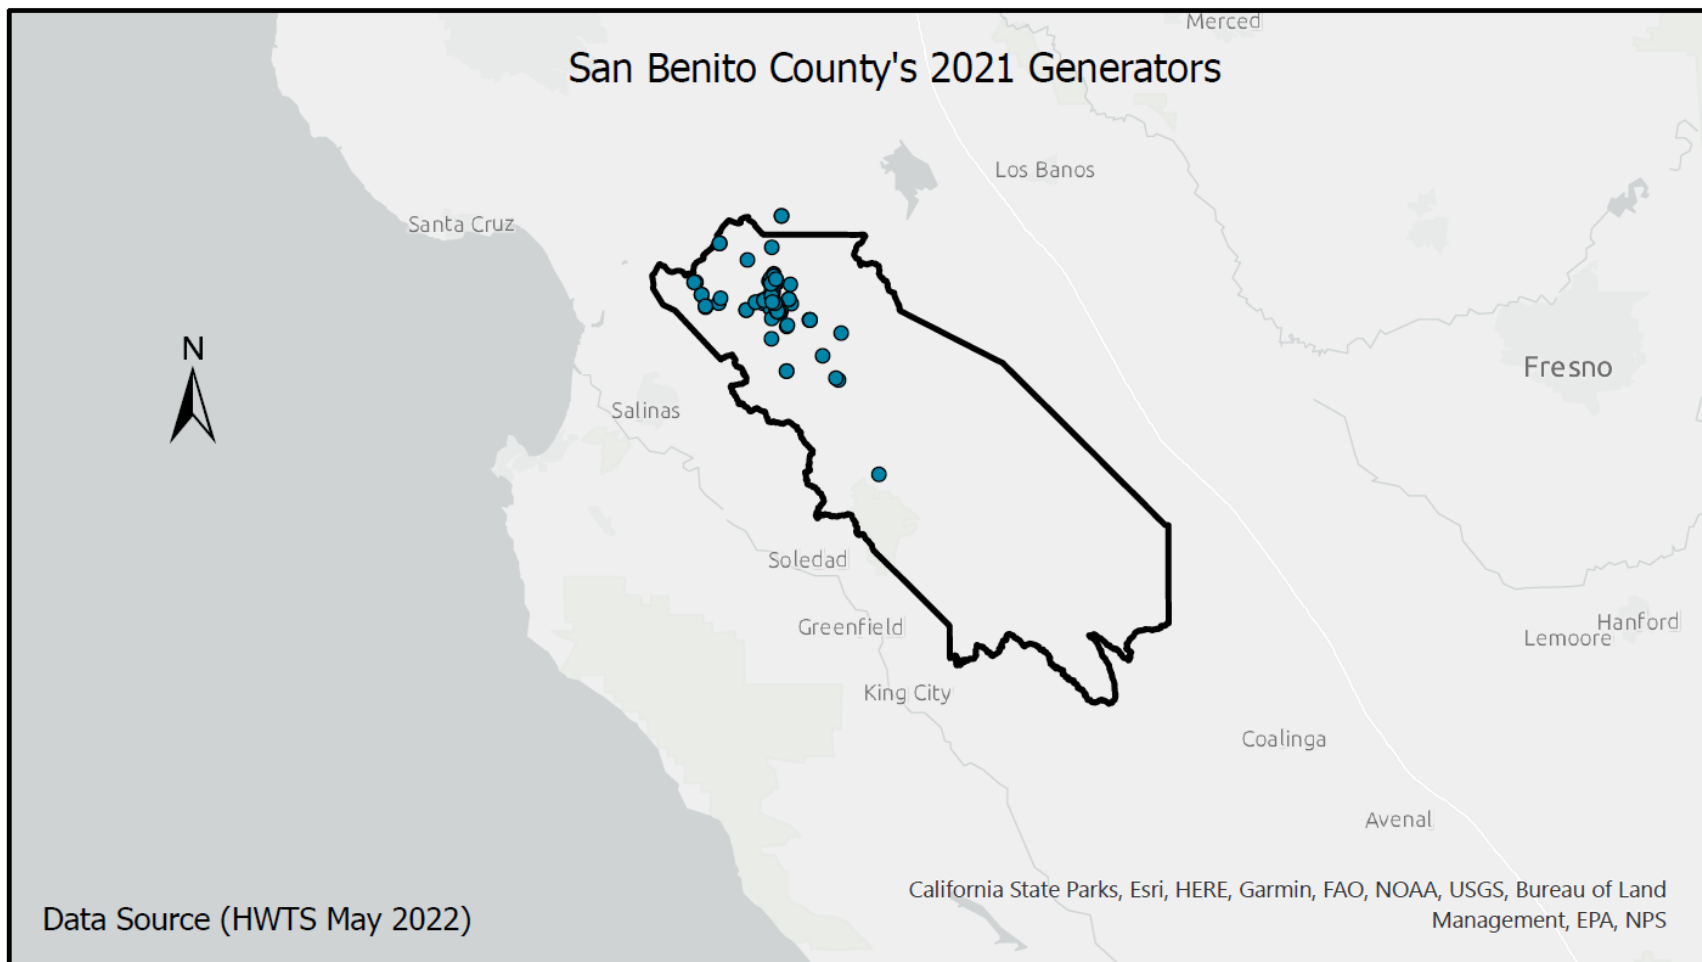 Merced
San Benito County's 2021 Generators
Los Banos
Santa Cruz
N
Fresno
Salinas
Soledad
Greenfield
Hanford
Lemoore
King City
Coalinga
Avenal
California State Parks, Esri, HERE, Garmin, FAO, NOAA, USGS, Bureau of Land
Management, EPA, NPS
Data Source (HWTS May 2022)